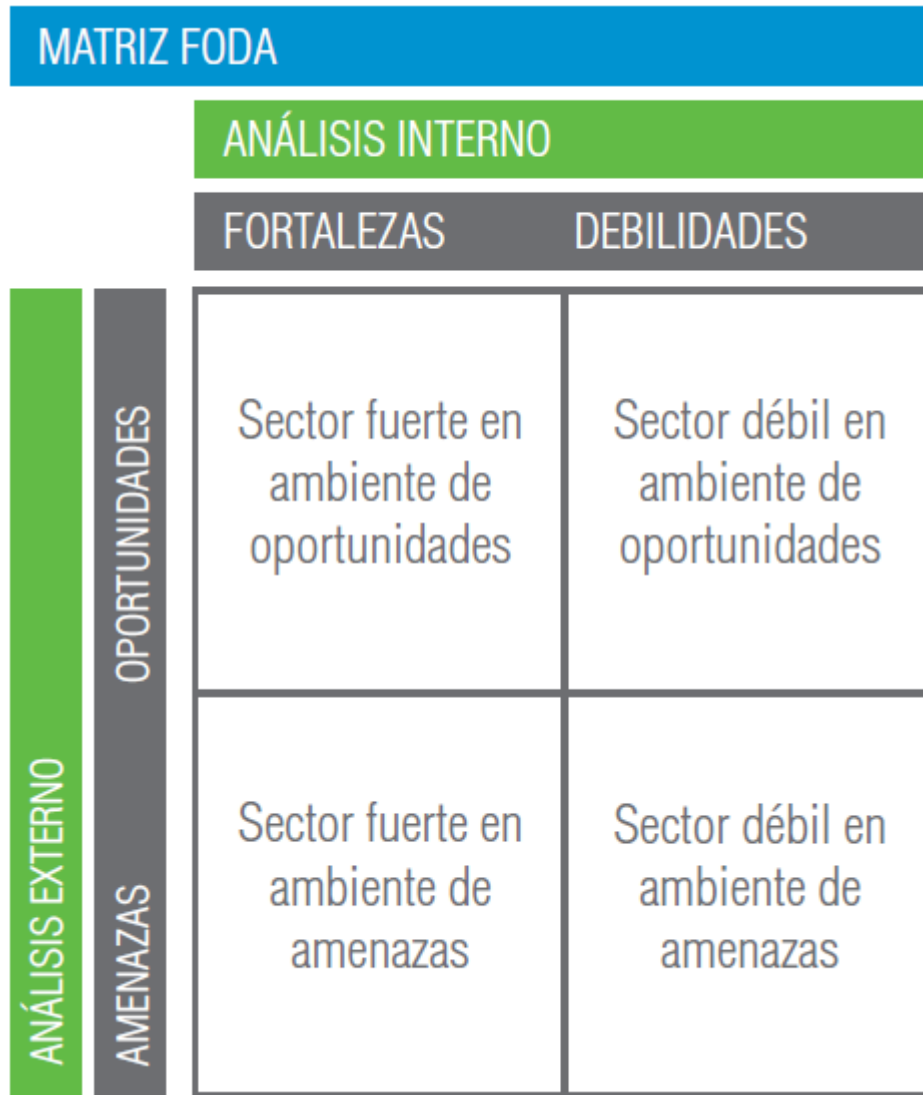 MATRIZ FODA
ANÁLISIS INTERNO
FORTALEZAS
DEBILIDADES
ANÁLISIS EXTERNO
OPORTUNIDADES
Sector fuerte en
ambiente de
oportunidades
Sector débil en
ambiente de
oportunidades
AMENAZAS
Sector fuerte en
ambiente de
amenazas
Sector débil en
ambiente de
amenazas